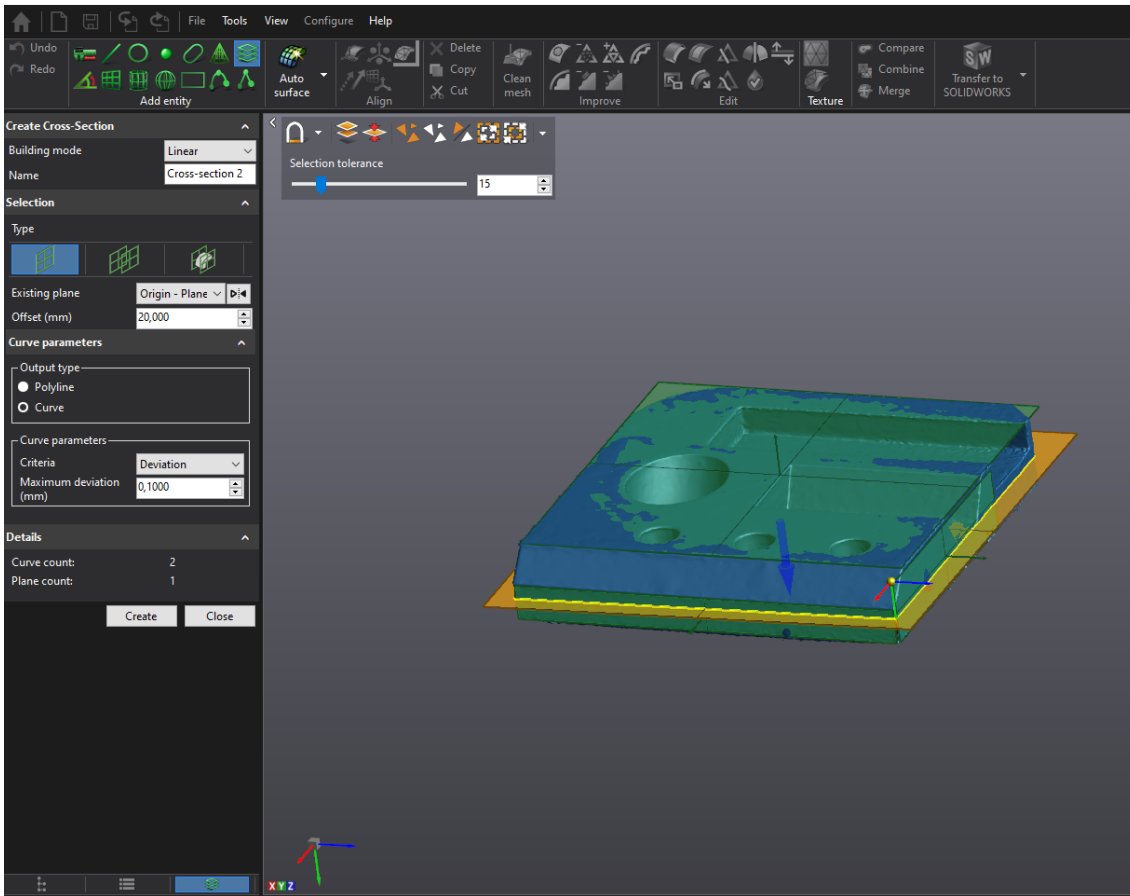 File Tools View Configure Help
Undo
Redo
Add entity
Auto
surface
Align
Delete
Copy
Cut
Clean
mesh
Improve
Edit
Texture
Compare
Combine
Merge
Transfer to
SOLIDWORKS
Create Cross-Section
Building mode Linear
Name Cross-section 2
Selection
Type
Existing plane Origin - Plane
Offset (mm) 20,000
Curve parameters
Output type
Polyline
Curve
Curve parameters
Criteria Deviation
Maximum deviation
(mm) 0,1000
Details
Curve count: 2
Plane count: 1
Create Close
Selection tolerance
15
X Y Z